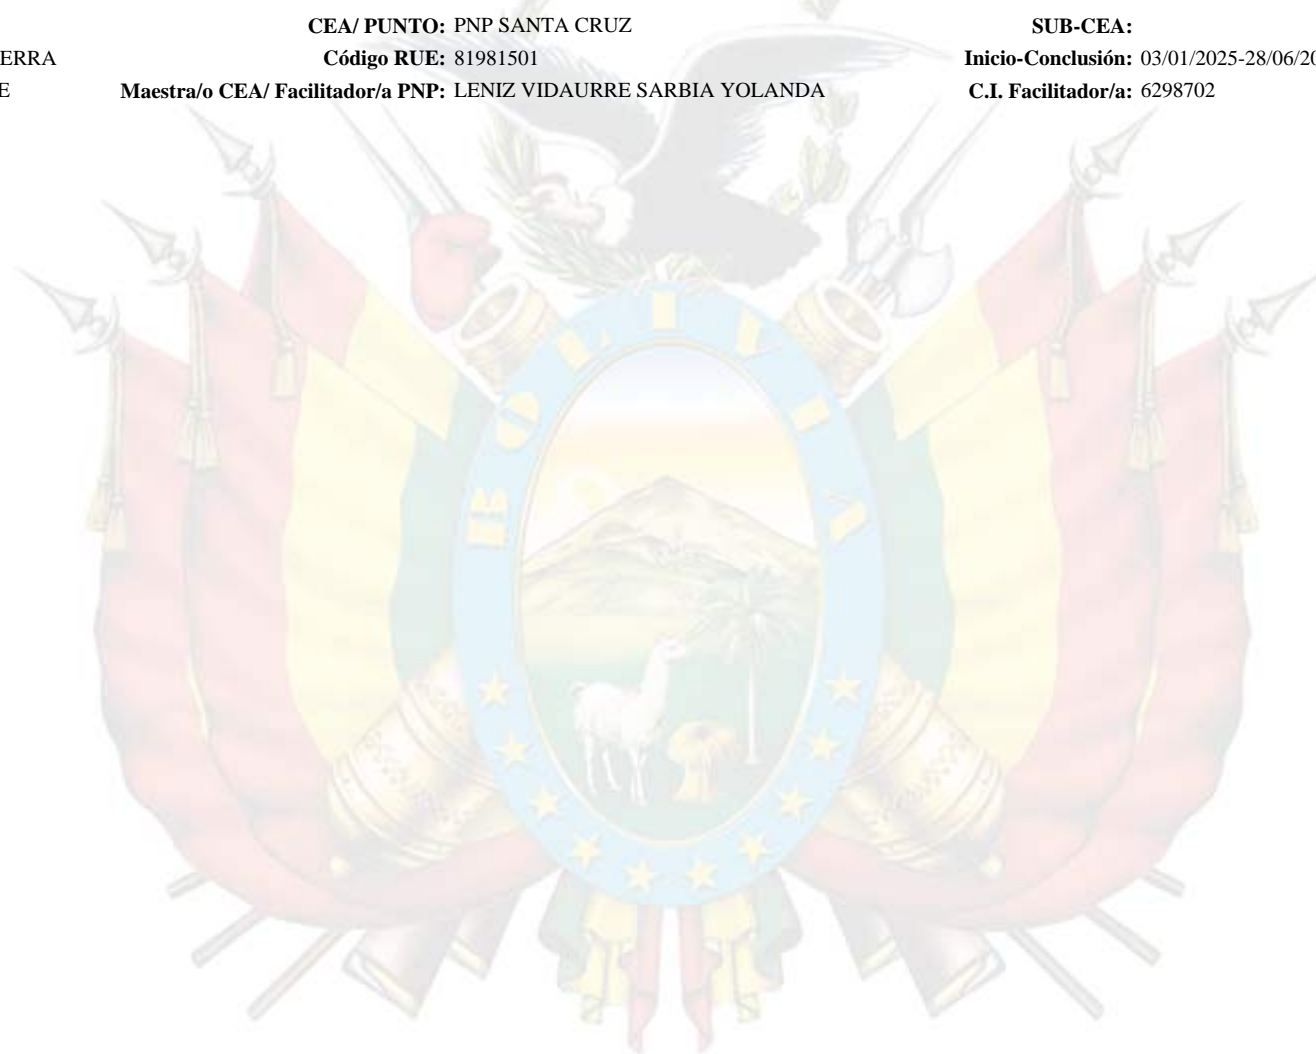 CEA/ PUNTO: PNP SANTA CRUZ SUB-CEA:
ERRA Código RUE: 81981501 Inicio-Conclusión: 03/01/2025-28/06/20
E Maestra/o CEA/ Facilitador/a PNP: LENIZ VIDAURRE SARBIA YOLANDA C.I. Facilitador/a: 6298702
BOLIVIA